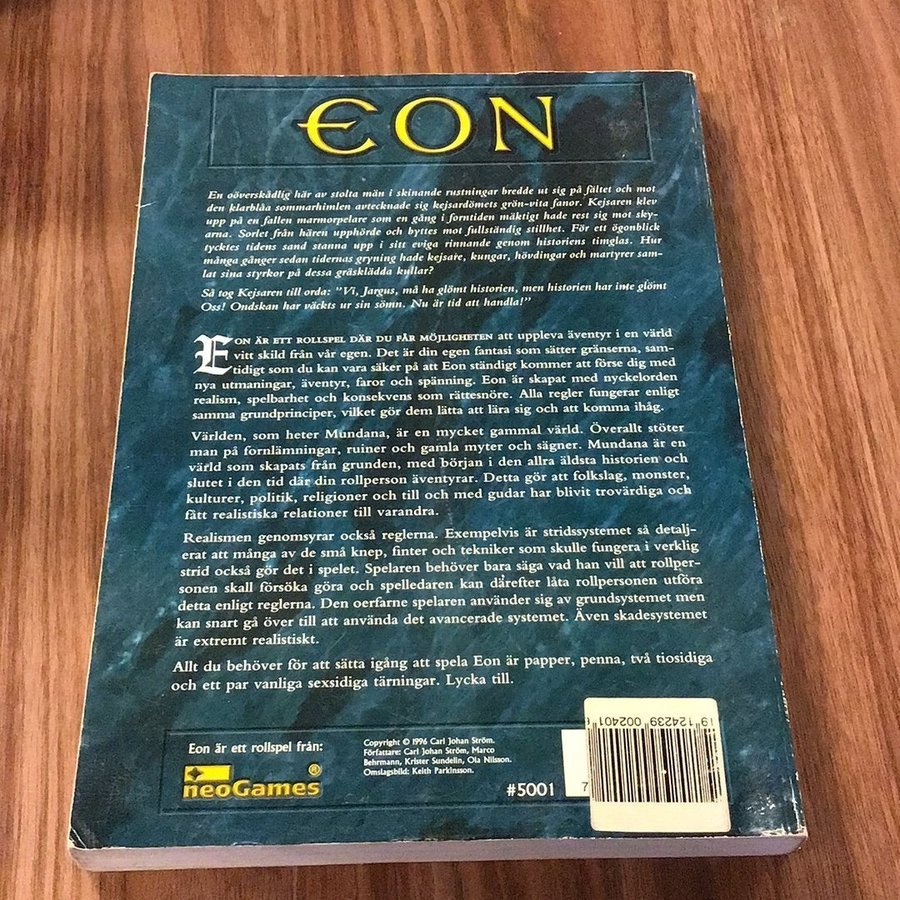 EON
En oöverskådlig här av stolta män i skinande rustningar bredde ut sig på fältet och mot
den klarblåa sommarhimlen avtecknade sig kejsardömets grön-vita fanor. Kejsaren klev
upp på en fallen marmorpelare som en gång i forntiden mäktigt hade rest sig mot sky-
arna. Sorlet från hären upphörde och byttes mot fullständig stillhet. För ett ögonblick
tycktes tidens sand stanna upp i sitt eviga rinnande genom historiens timglas. Hur
många gånger sedan tidernas gryning hade kejsare, kungar, hövdingar och martyrer sam-
lat sina styrkor på dessa gräsklädda kullar?
Så tog Kejsaren till orda: "Vi, Jargus, må ha glömt historien, men historien har inte glömt
Oss! Ondskan har väckts ur sin sömn. Nu är tid att handla!"
EON ÄR ETT ROLLSPEL DÄR DU FÅR MÖJLIGHETEN att uppleva äventyr i en värld
vitt skild från vår egen. Det är din egen fantasi som sätter gränserna, sam-
tidigt som du kan vara säker på att Eon ständigt kommer att förse dig med
nya utmaningar, äventyr, faror och spänning. Eon är skapat med nyckelorden
realism, spelbarhet och konsekvens som rättesnöre. Alla regler fungerar enligt
samma grundprinciper, vilket gör dem lätta att lära sig och att komma ihåg.
Världen, som heter Mundana, är en mycket gammal värld. Överallt stöter
man på fornlämningar, ruiner och gamla myter och sägner. Mundana är en
värld som skapats från grunden, med början i den allra äldsta historien och
slutet i den tid där din rollperson äventyrar. Detta gör att folkslag, monster,
kulturer, politik, religioner och till och med gudar har blivit trovärdiga och
fått realistiska relationer till varandra.
Realismen genomsyrar också reglerna. Exempelvis är stridssystemet så detalj-
erat att många av de små knep, finter och tekniker som skulle fungera i verklig
strid också gör det i spelet. Spelaren behöver bara säga vad han vill att rollper-
sonen skall försöka göra och spelledaren kan därefter låta rollpersonen utföra
detta enligt reglerna. Den oerfarne spelaren använder sig av grundsystemet men
kan snart gå över till att använda det avancerade systemet. Även skadesystemet
är extremt realistiskt.
Allt du behöver för att sätta igång att spela Eon är papper, penna, två tiosidiga
och ett par vanliga sexsidiga tärningar. Lycka till.
Eon är ett rollspel från:
neoGames®
Copyright © 1996 Carl Johan Ström.
Författare: Carl Johan Ström, Marco
Behrmann, Krister Sundelin, Ola Nilsson.
Omslagsbild: Keith Parkinsson.
#5001
7
9 124239 002401